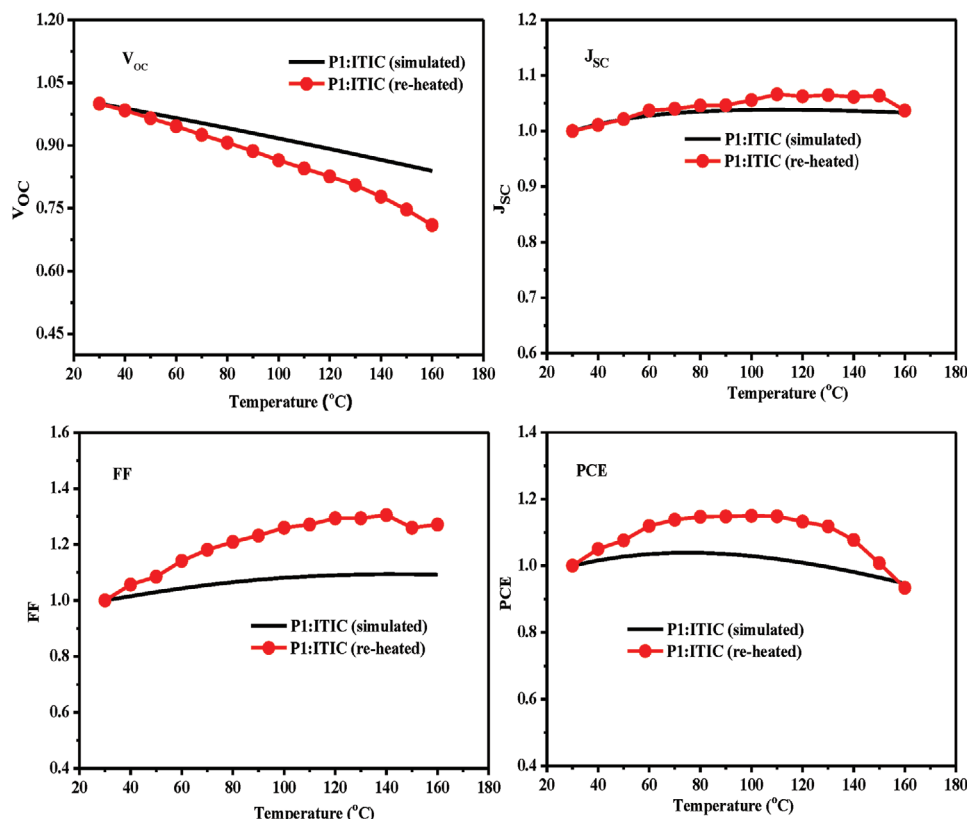 1.20
1.05
0.90
0.75
0.60
0.45
V_OC
V_OC
P1:ITIC (simulated)
P1:ITIC (re-heated)
20 40 60 80 100 120 140 160 180
Temperature (°C)
1.2
1.1
1.0
0.9
0.8
0.7
0.6
J_SC
J_SC
P1:ITIC (simulated)
P1:ITIC (re-heated)
20 40 60 80 100 120 140 160 180
Temperature (°C)
1.6
1.4
1.2
1.0
0.8
0.6
0.4
FF
FF
P1:ITIC (simulated)
P1:ITIC (re-heated)
20 40 60 80 100 120 140 160 180
Temperature (°C)
1.4
1.2
1.0
0.8
0.6
0.4
PCE
PCE
P1:ITIC (simulated)
P1:ITIC (re-heated)
20 40 60 80 100 120 140 160 180
Temperature (°C)